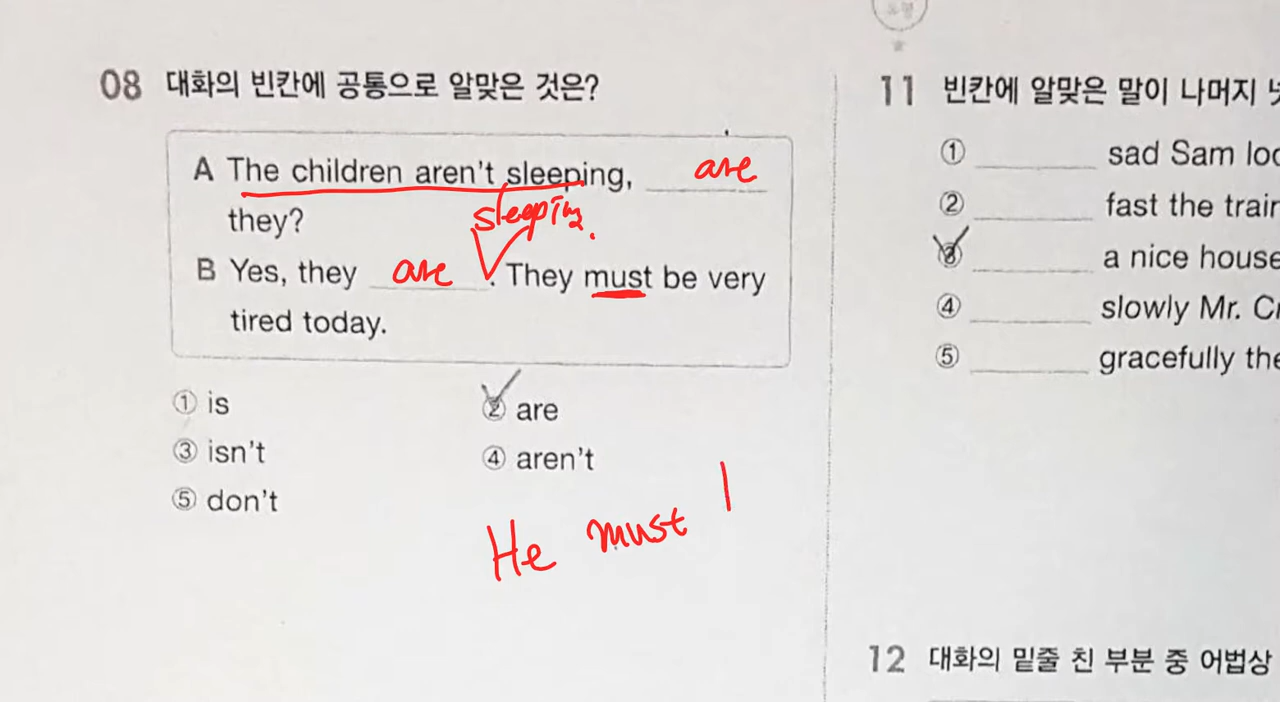 08 대화의 빈칸에 공통으로 알맞은 것은?
A The children aren't sleeping, are
they?
sleeping.
B Yes, they are . They must be very
tired today.
① is
② are
③ isn't
④ aren't
⑤ don't
He must
11 빈칸에 알맞은 말이 나머지
① sad Sam loo
② fast the train
③ a nice house
④ slowly Mr. Cr
⑤ gracefully the
12 대화의 밑줄 친 부분 중 어법상